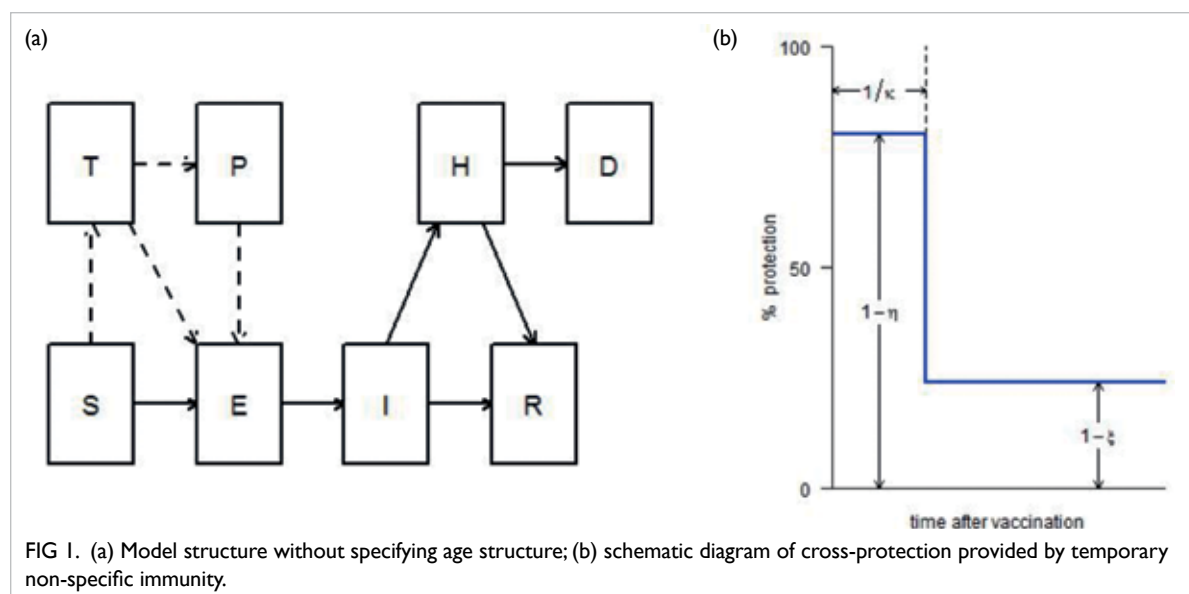 (a)
T
P
H
D
S
E
I
R
(b)
100
1/κ
% protection
50
1-η
1-ξ
0
time after vaccination
FIG 1. (a) Model structure without specifying age structure; (b) schematic diagram of cross-protection provided by temporary
non-specific immunity.